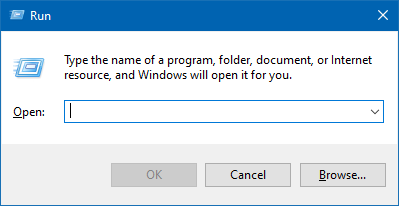 Run
Type the name of a program, folder, document, or Internet
resource, and Windows will open it for you.
Open:
OK Cancel Browse...